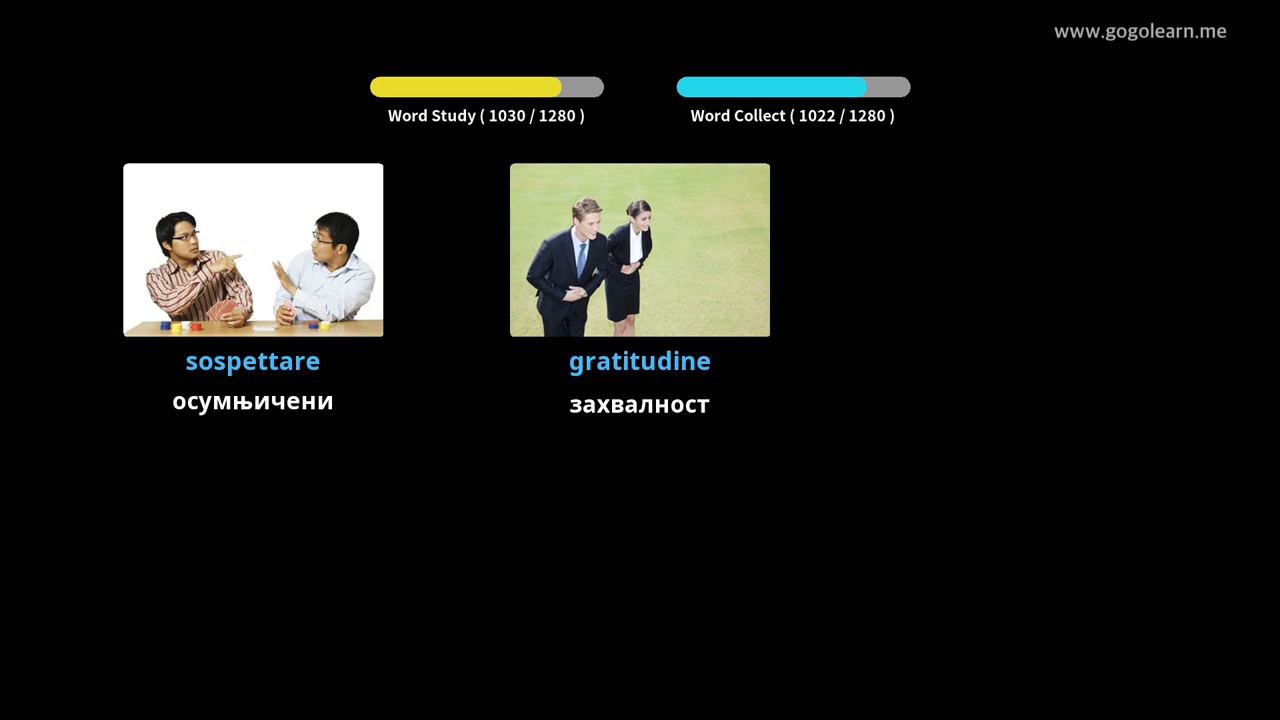 www.gogolearn.me
Word Study ( 1030 / 1280 )
Word Collect ( 1022 / 1280 )
sospettare
осумњичени
gratitudine
захвалност